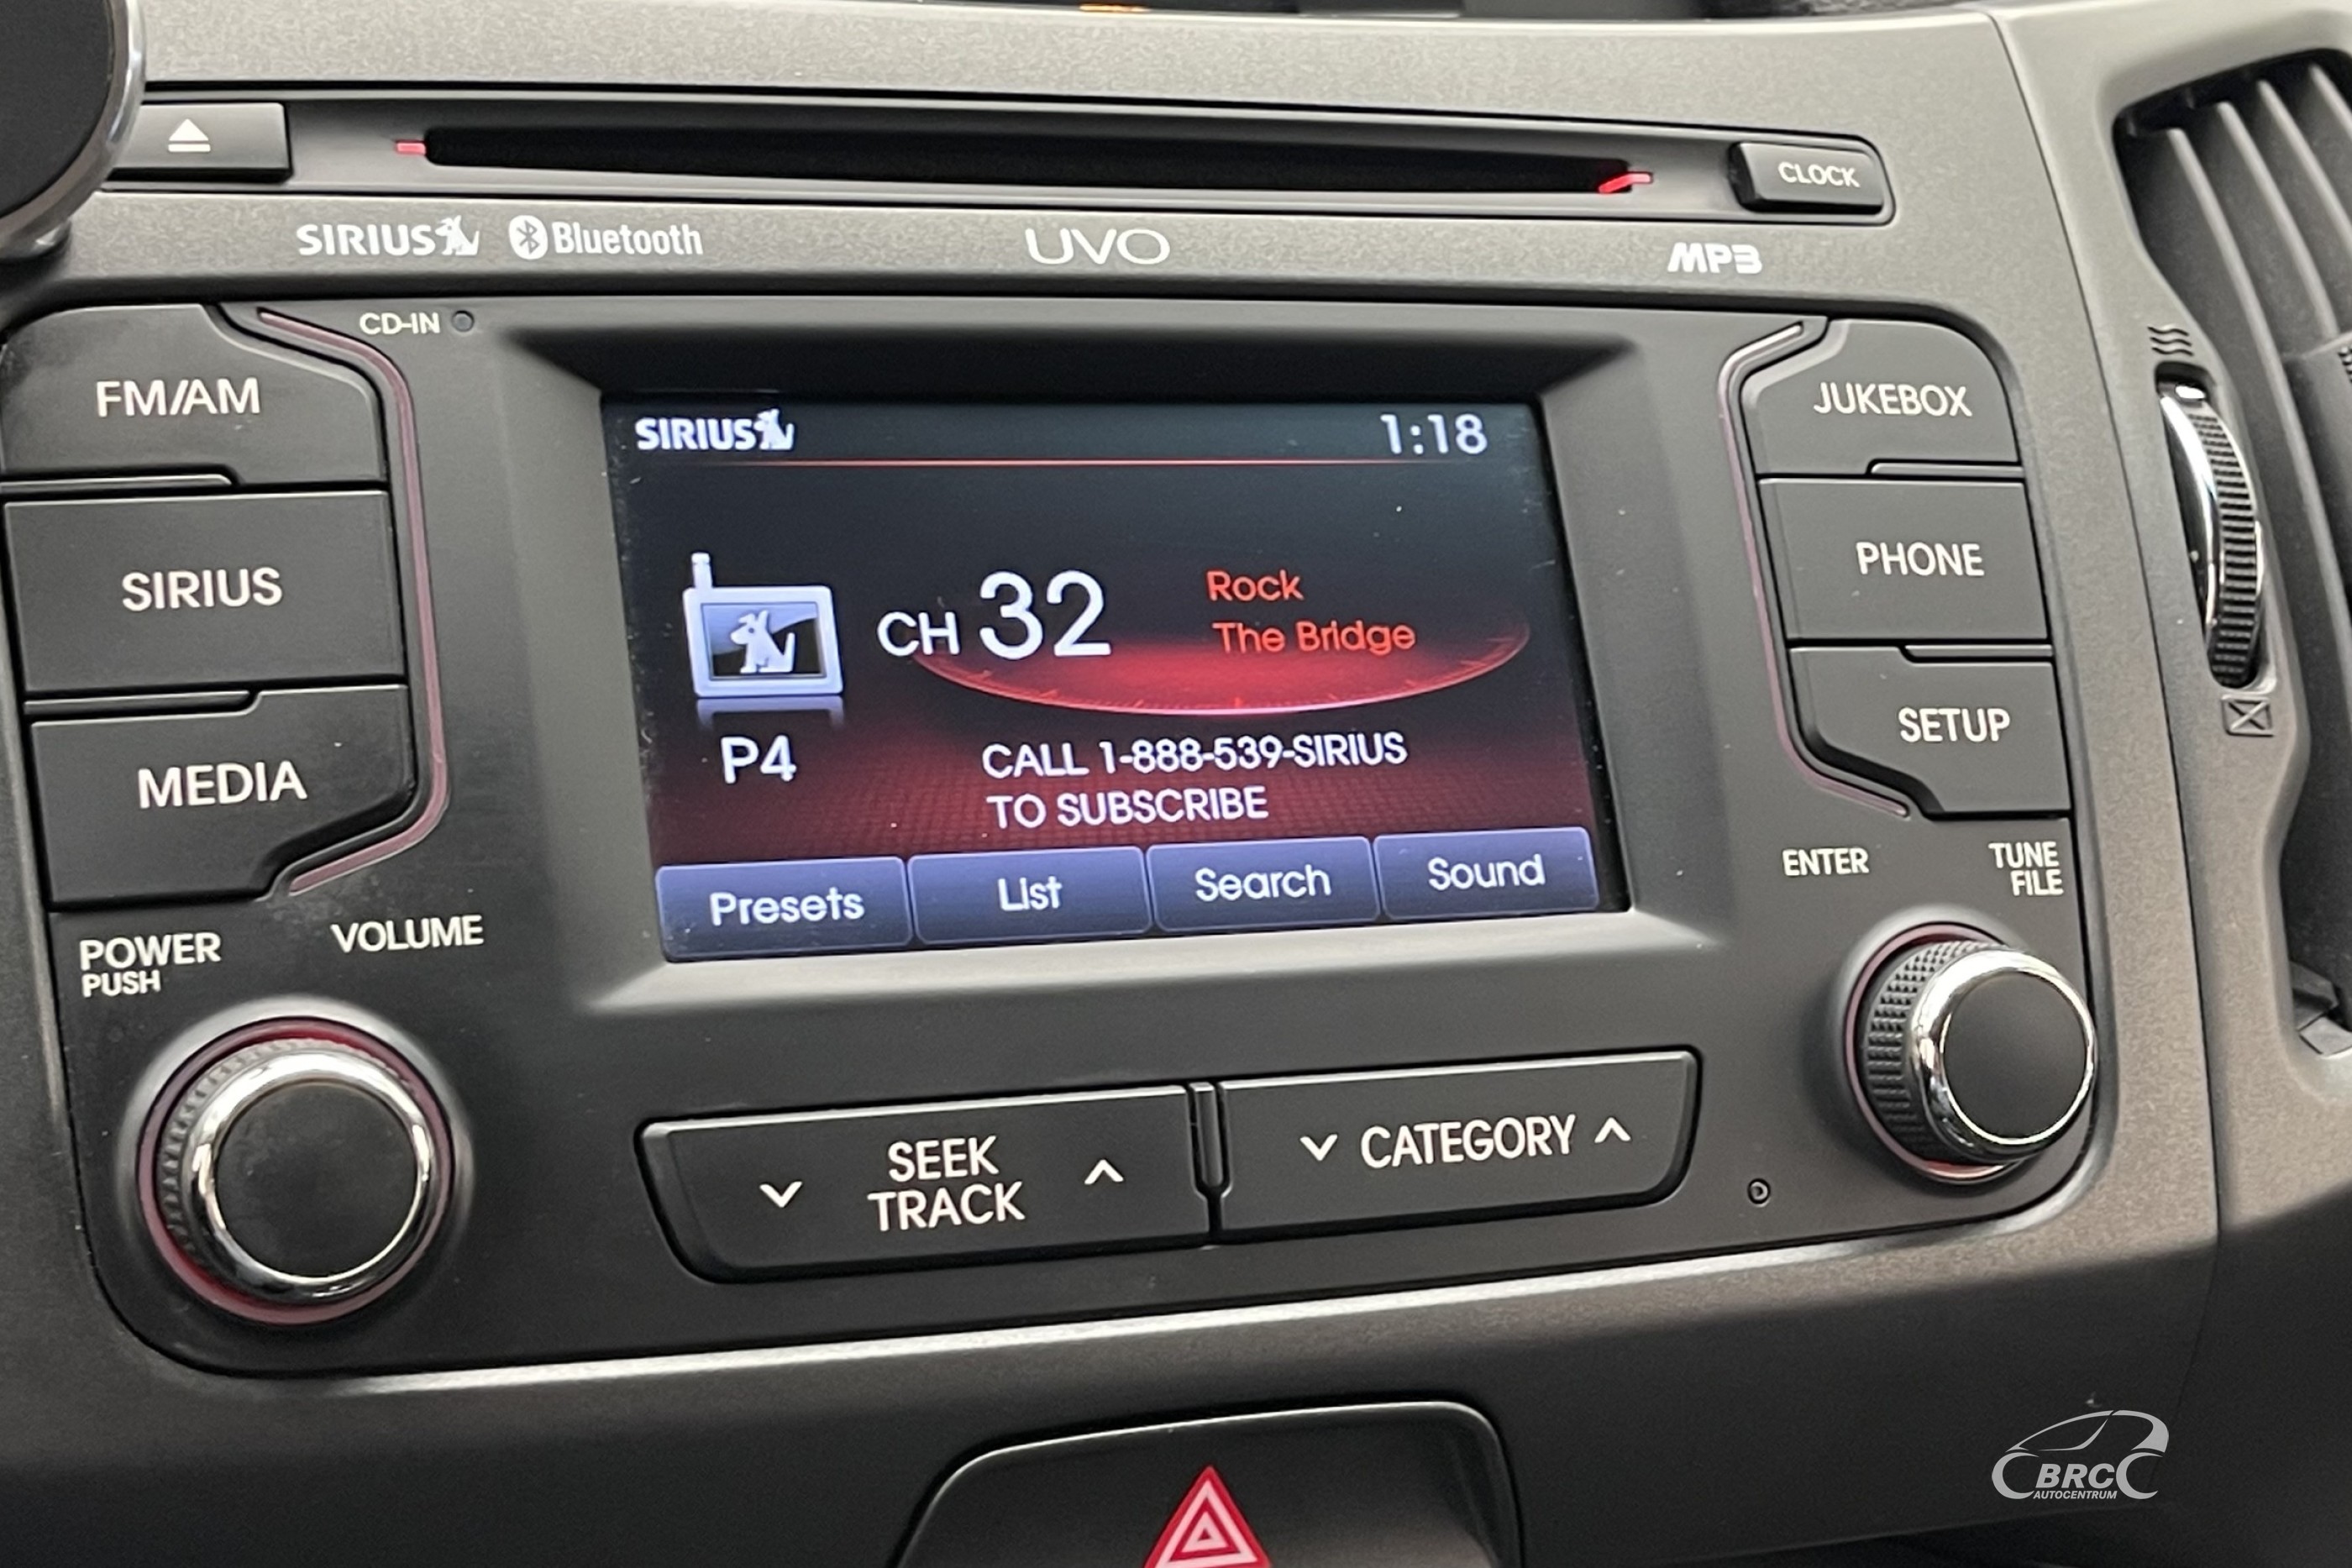 CLOCK
SIRIUS Bluetooth UVO MP3
CD-IN
FM/AM
SIRIUS
MEDIA
POWER
PUSH
VOLUME
SIRIUS 1:18
CH 32
Rock
The Bridge
P4
CALL 1-888-539-SIRIUS
TO SUBSCRIBE
Presets List Search Sound
JUKEBOX
PHONE
SETUP
ENTER
TUNE
FILE
SEEK
TRACK
CATEGORY
BRC
AUTOCENTRUM